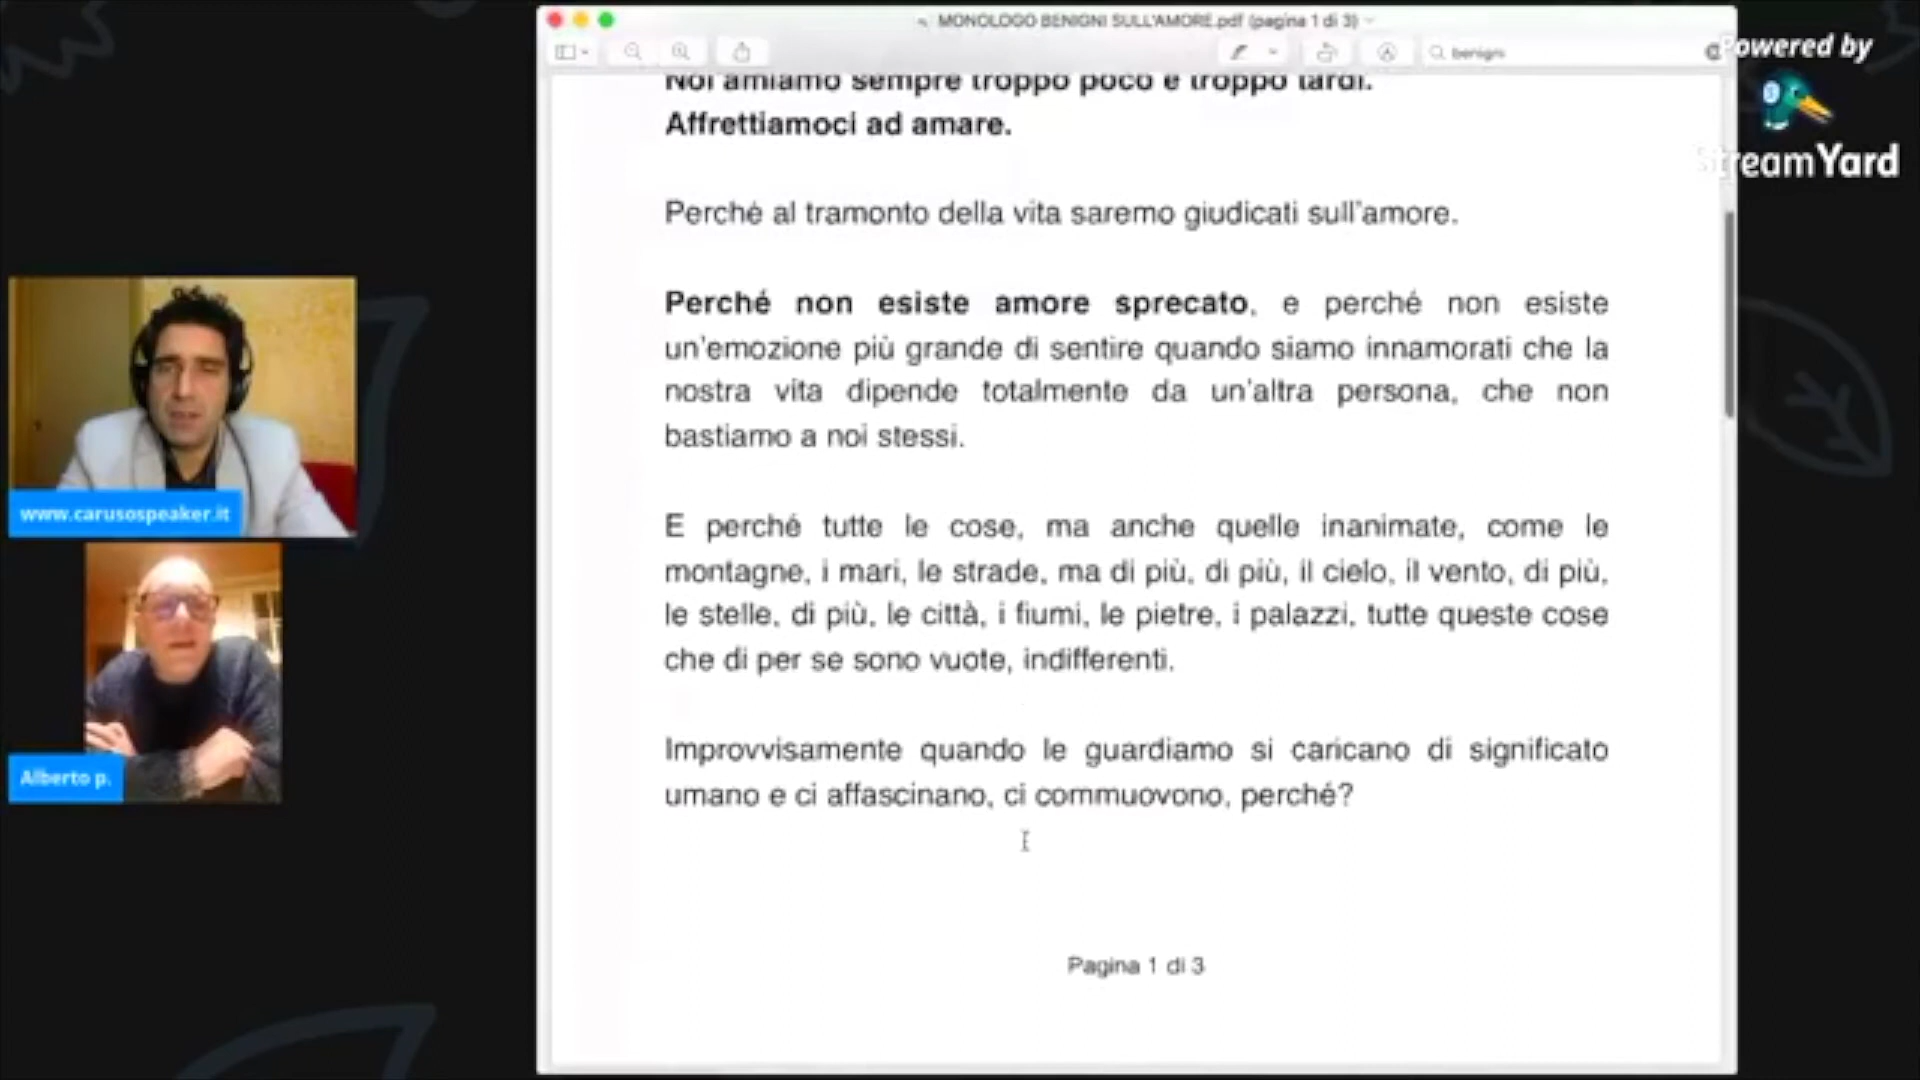 MONOLOGO BENIGNI SULL'AMORE.pdf (pagina 1 di 3)
benigni
Powered by
StreamYard
Noi amiamo sempre troppo poco e troppo tardi.
Affrettiamoci ad amare.
Perché al tramonto della vita saremo giudicati sull'amore.
Perché non esiste amore sprecato, e perché non esiste
un'emozione più grande di sentire quando siamo innamorati che la
nostra vita dipende totalmente da un'altra persona, che non
bastiamo a noi stessi.
E perché tutte le cose, ma anche quelle inanimate, come le
montagne, i mari, le strade, ma di più, di più, il cielo, il vento, di più,
le stelle, di più, le città, i fiumi, le pietre, i palazzi, tutte queste cose
che di per se sono vuote, indifferenti.
Improvvisamente quando le guardiamo si caricano di significato
umano e ci affascinano, ci commuovono, perché?
Pagina 1 di 3
www.carusospeaker.it
Alberto p.